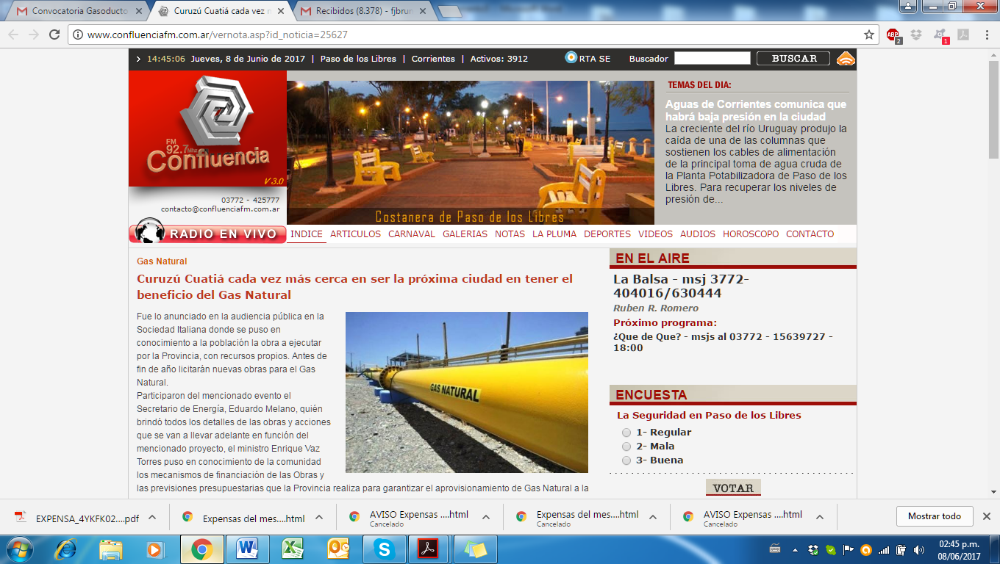 Convocatoria Gasoducto
Curuzú Cuatiá cada vez
Recibidos (8.378) - fjbrun
www.confluenciafm.com.ar/vernota.asp?id_noticia=25627
ABP
2
1
14:45:06 Jueves, 8 de Junio de 2017 | Paso de los Libres | Corrientes | Activos: 3912
RTA SE
Buscador
BUSCAR
FM
92.7Mhz
Confluencia
V 3.0
03772 - 425777
contacto@confluenciafm.com.ar
Costanera de Paso de los Libres
TEMAS DEL DIA:
Aguas de Corrientes comunica que
habrá baja presión en la ciudad
La creciente del río Uruguay produjo la
caída de una de las columnas que
sostienen los cables de alimentación
de la principal toma de agua cruda de
la Planta Potabilizadora de Paso de los
Libres. Para recuperar los niveles de
presión de...
RADIO EN VIVO
INDICE ARTICULOS CARNAVAL GALERIAS NOTAS LA PLUMA DEPORTES VIDEOS AUDIOS HOROSCOPO CONTACTO
Gas Natural
Curuzú Cuatiá cada vez más cerca en ser la próxima ciudad en tener el
beneficio del Gas Natural
Fue lo anunciado en la audiencia pública en la
Sociedad Italiana donde se puso en
conocimiento a la población la obra a ejecutar
por la Provincia, con recursos propios. Antes de
fin de año licitarán nuevas obras para el Gas
Natural.
Participaron del mencionado evento el
Secretario de Energía, Eduardo Melano, quién
brindó todos los detalles de las obras y acciones
que se van a llevar adelante en función del
mencionado proyecto, el ministro Enrique Vaz
Torres puso en conocimiento de la comunidad
los mecanismos de financiación de las Obras y
las previsiones presupuestarias que la Provincia realiza para garantizar el aprovisionamiento de Gas Natural a la
GAS NATURAL
EN EL AIRE
La Balsa - msj 3772-
404016/630444
Ruben R. Romero
Próximo programa:
¿Que de Que? - msjs al 03772 - 15639727 -
18:00
ENCUESTA
La Seguridad en Paso de los Libres
1- Regular
2- Mala
3- Buena
VOTAR
EXPENSA_4YKFK02....pdf
Expensas del mes....html
AVISO Expensas ....html
Cancelado
Expensas del mes....html
Cancelado
AVISO Expensas ....html
Cancelado
Mostrar todo
02:45 p.m.
08/06/2017